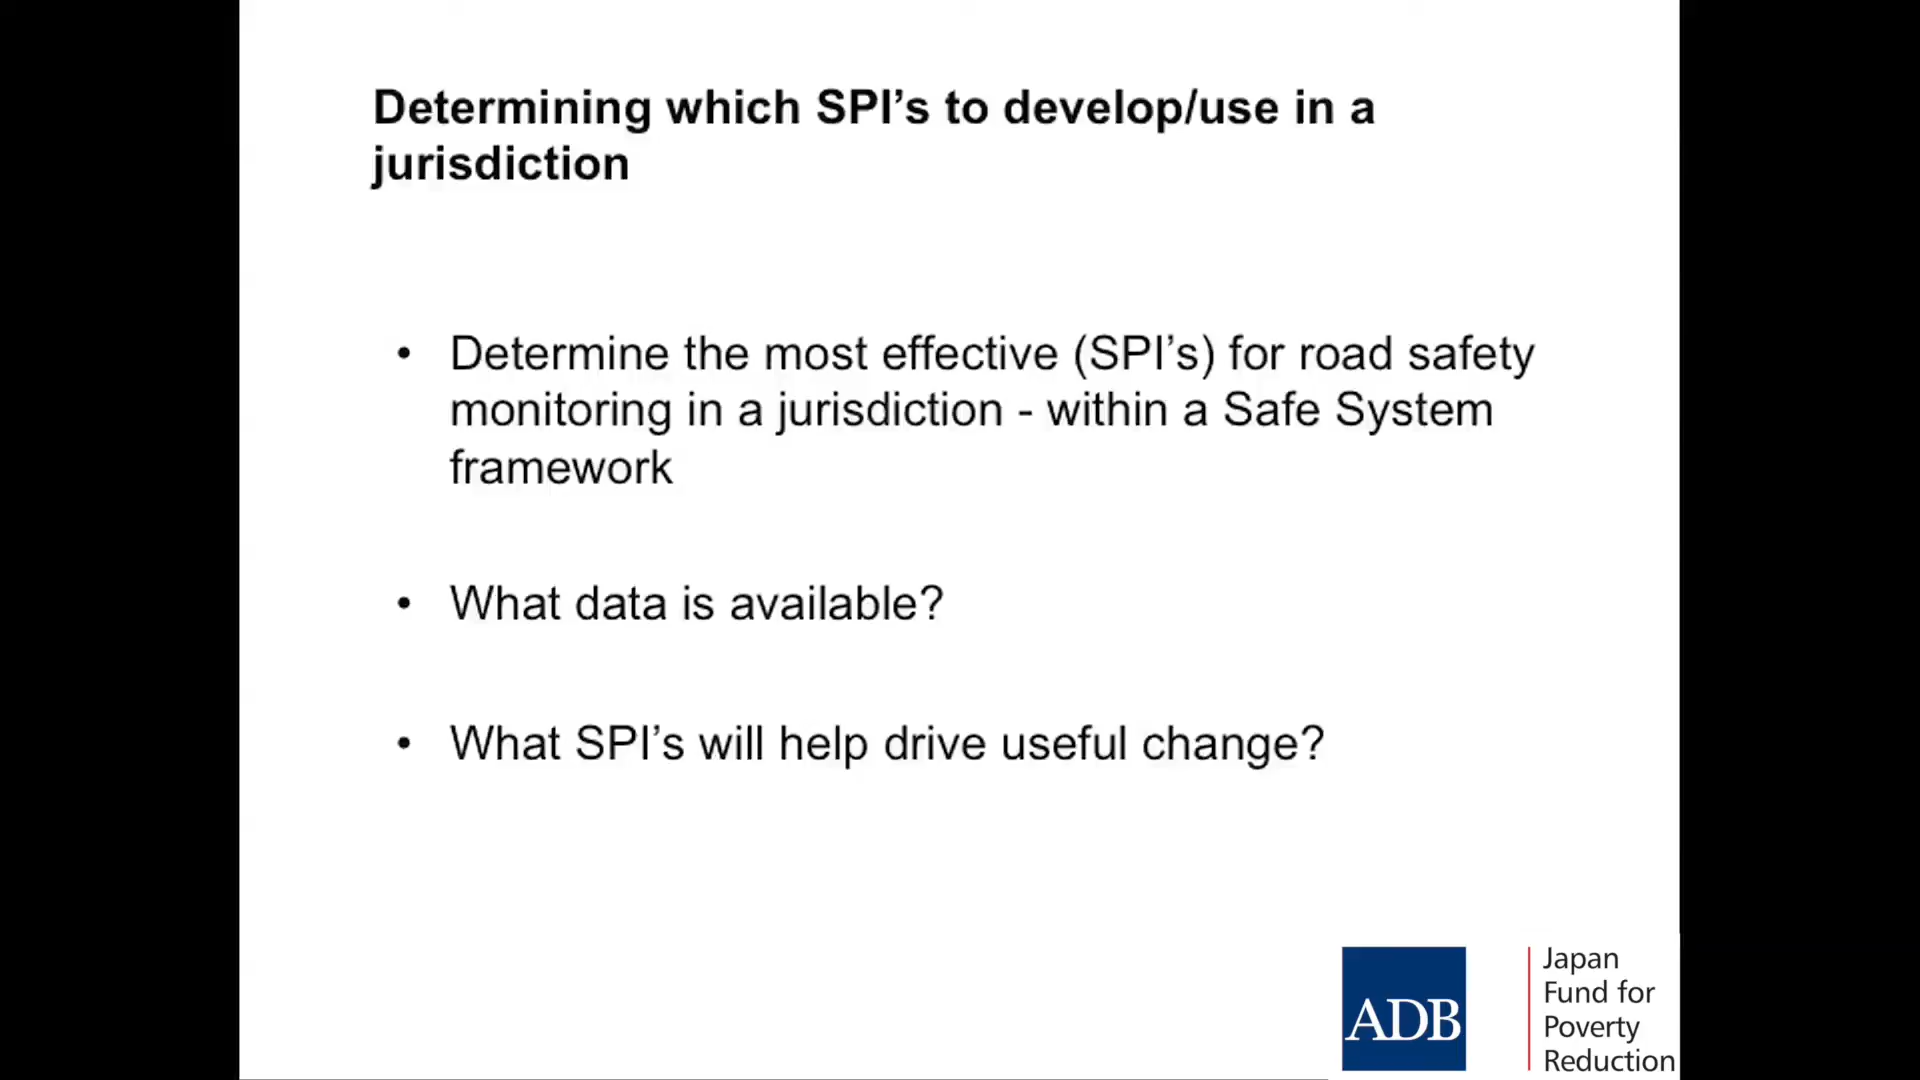 Determining which SPI’s to develop/use in a
jurisdiction
• Determine the most effective (SPI’s) for road safety
monitoring in a jurisdiction - within a Safe System
framework
• What data is available?
• What SPI’s will help drive useful change?
ADB
Japan
Fund for
Poverty
Reduction